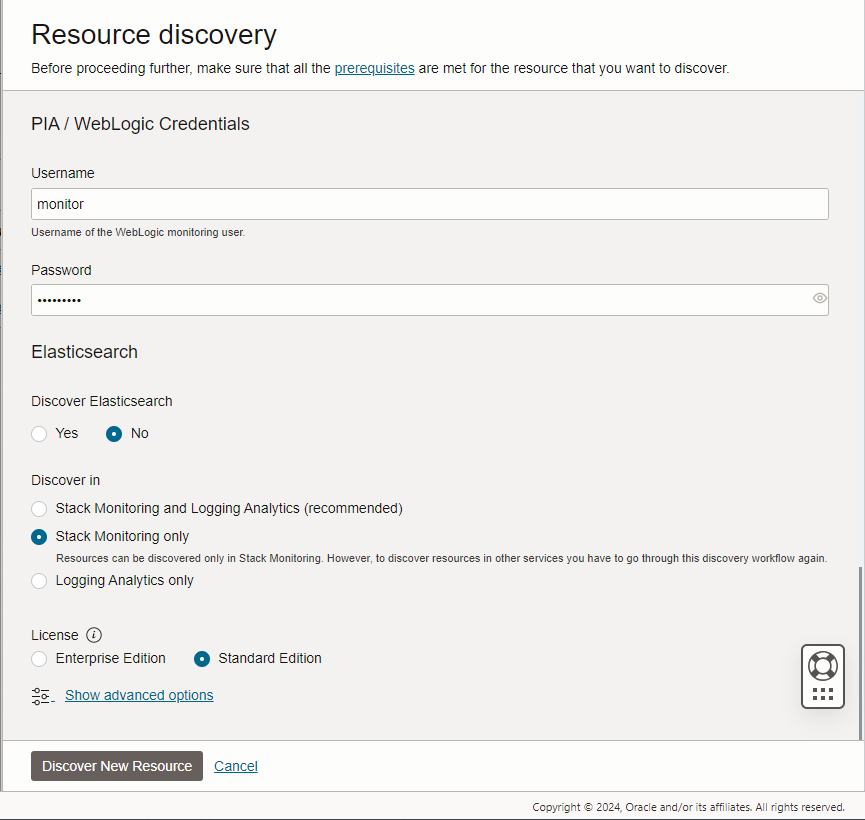 Resource discovery
Before proceeding further, make sure that all the prerequisites are met for the resource that you want to discover.
PIA / WebLogic Credentials
Username
monitor
Username of the WebLogic monitoring user.
Password
•••••••••
Elasticsearch
Discover Elasticsearch
Yes No
Discover in
Stack Monitoring and Logging Analytics (recommended)
Stack Monitoring only
Resources can be discovered only in Stack Monitoring. However, to discover resources in other services you have to go through this discovery workflow again.
Logging Analytics only
License i
Enterprise Edition Standard Edition
Show advanced options
Discover New Resource Cancel
Copyright © 2024, Oracle and/or its affiliates. All rights reserved.